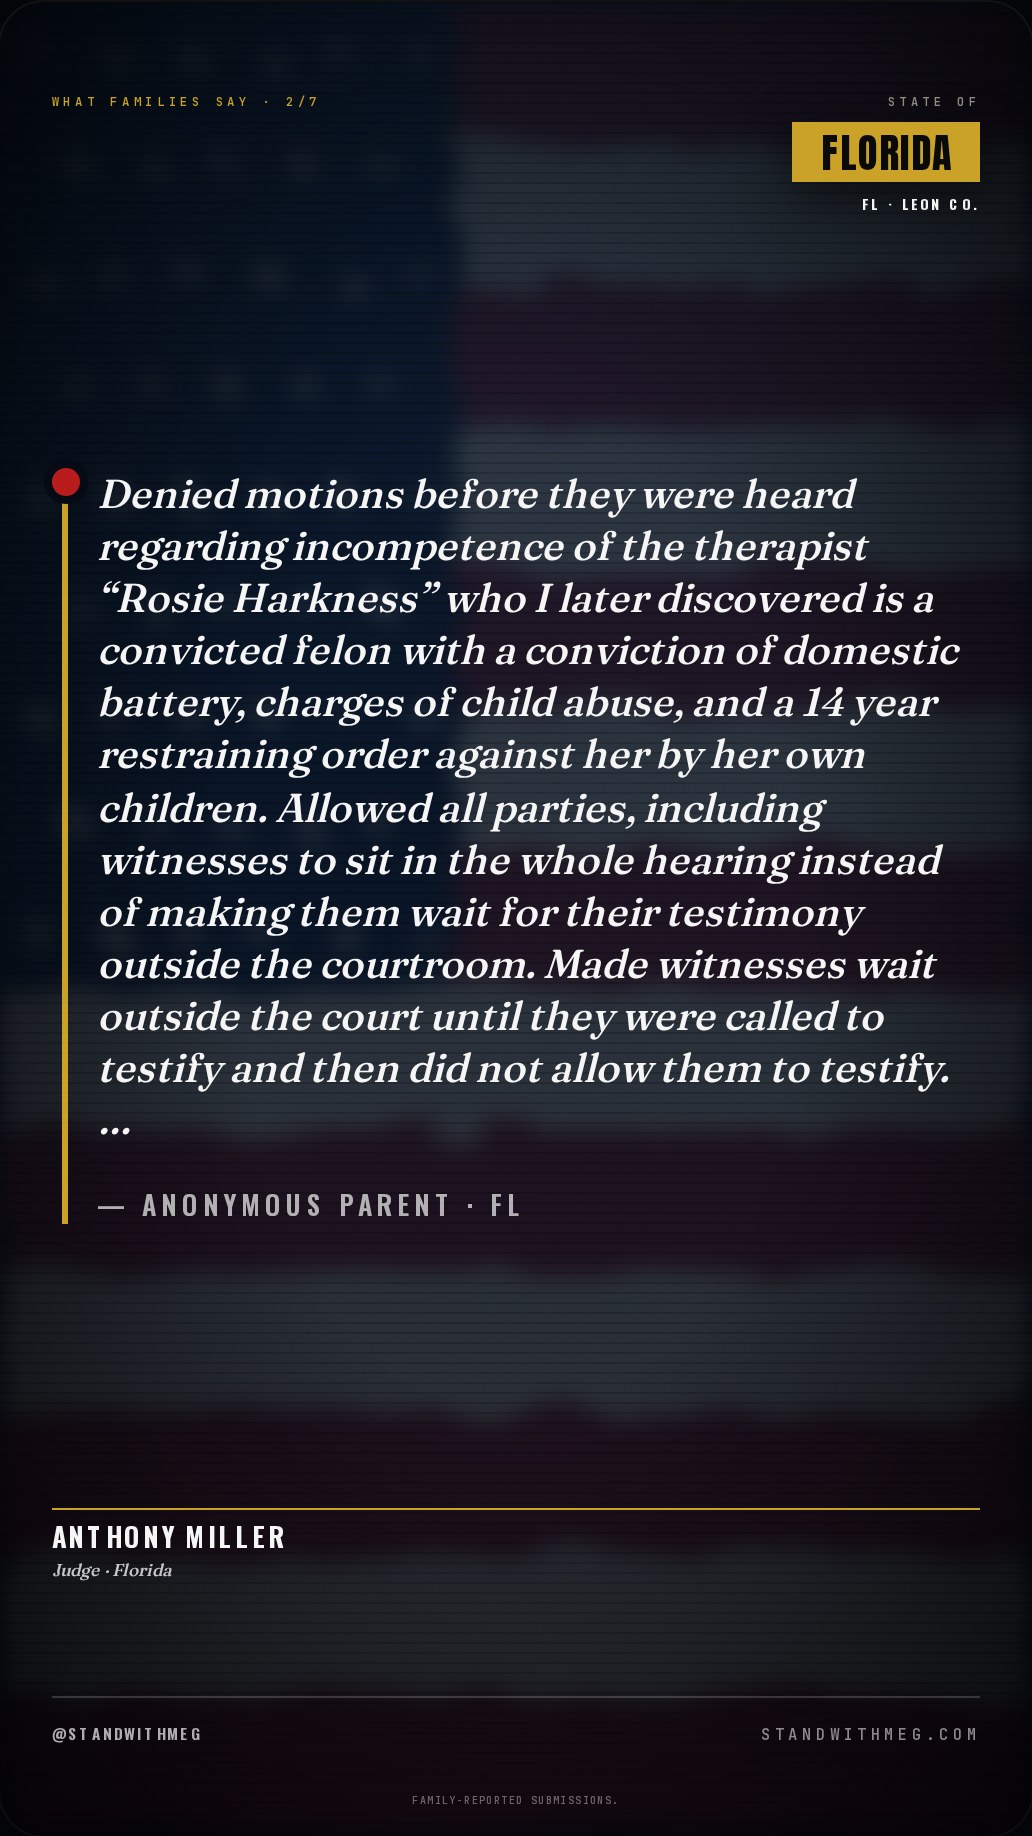 WHAT FAMILIES SAY · 2/7
STATE OF
FLORIDA
FL · LEON CO.
Denied motions before they were heard
regarding incompetence of the therapist
“Rosie Harkness” who I later discovered is a
convicted felon with a conviction of domestic
battery, charges of child abuse, and a 14 year
restraining order against her by her own
children. Allowed all parties, including
witnesses to sit in the whole hearing instead
of making them wait for their testimony
outside the courtroom. Made witnesses wait
outside the court until they were called to
testify and then did not allow them to testify.
…
— ANONYMOUS PARENT · FL
ANTHONY MILLER
Judge · Florida
@STANDWITHMEG
STANDWITHMEG.COM
FAMILY-REPORTED SUBMISSIONS.